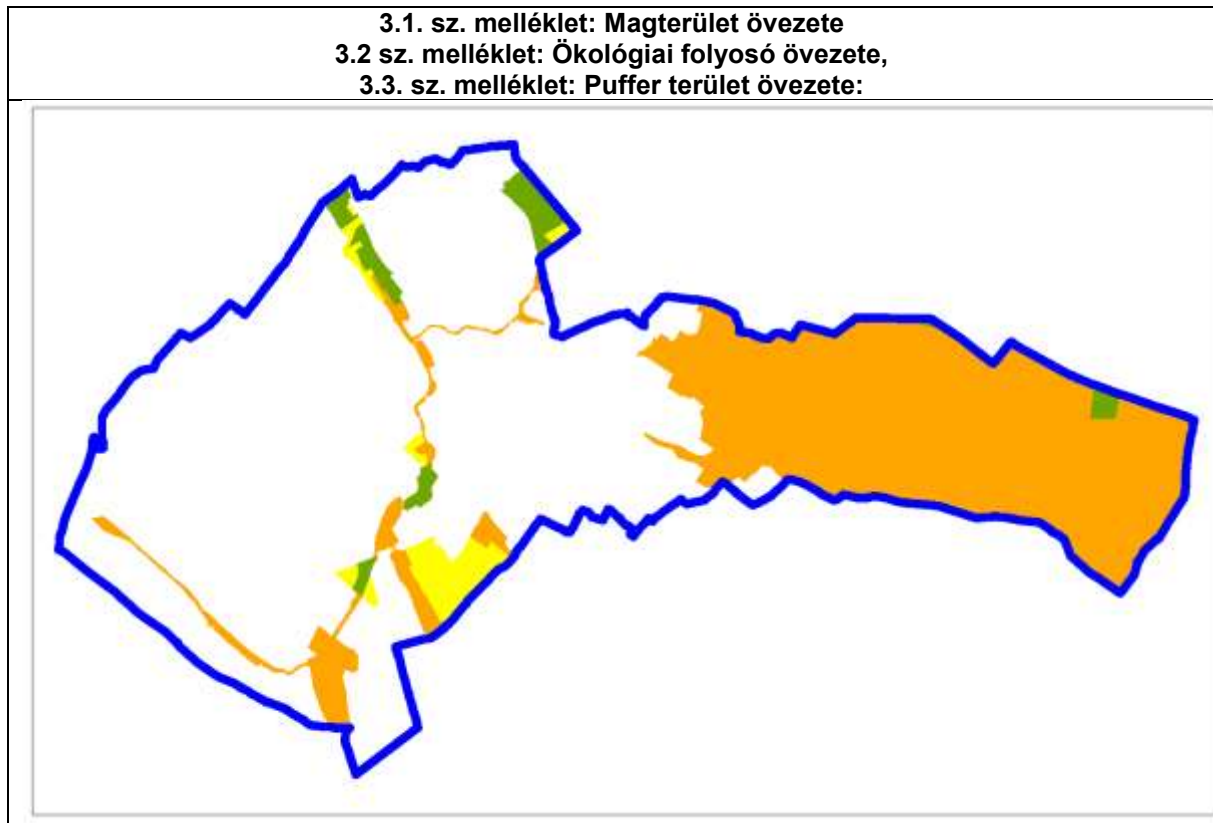 3.1. sz. melléklet: Magterület övezete
3.2 sz. melléklet: Ökológiai folyosó övezete,
3.3. sz. melléklet: Puffer terület övezete: